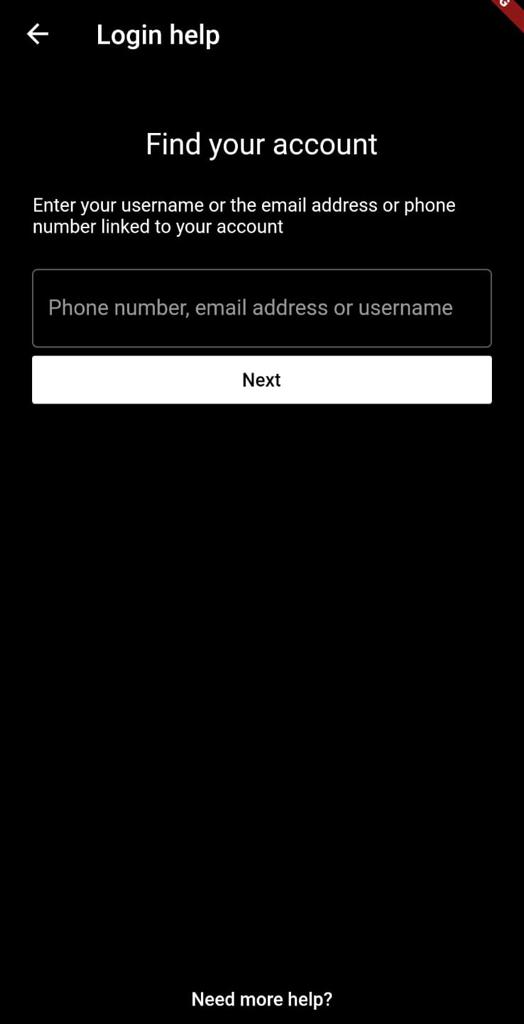 Login help
Find your account
Enter your username or the email address or phone
number linked to your account
Phone number, email address or username
Next
Need more help?